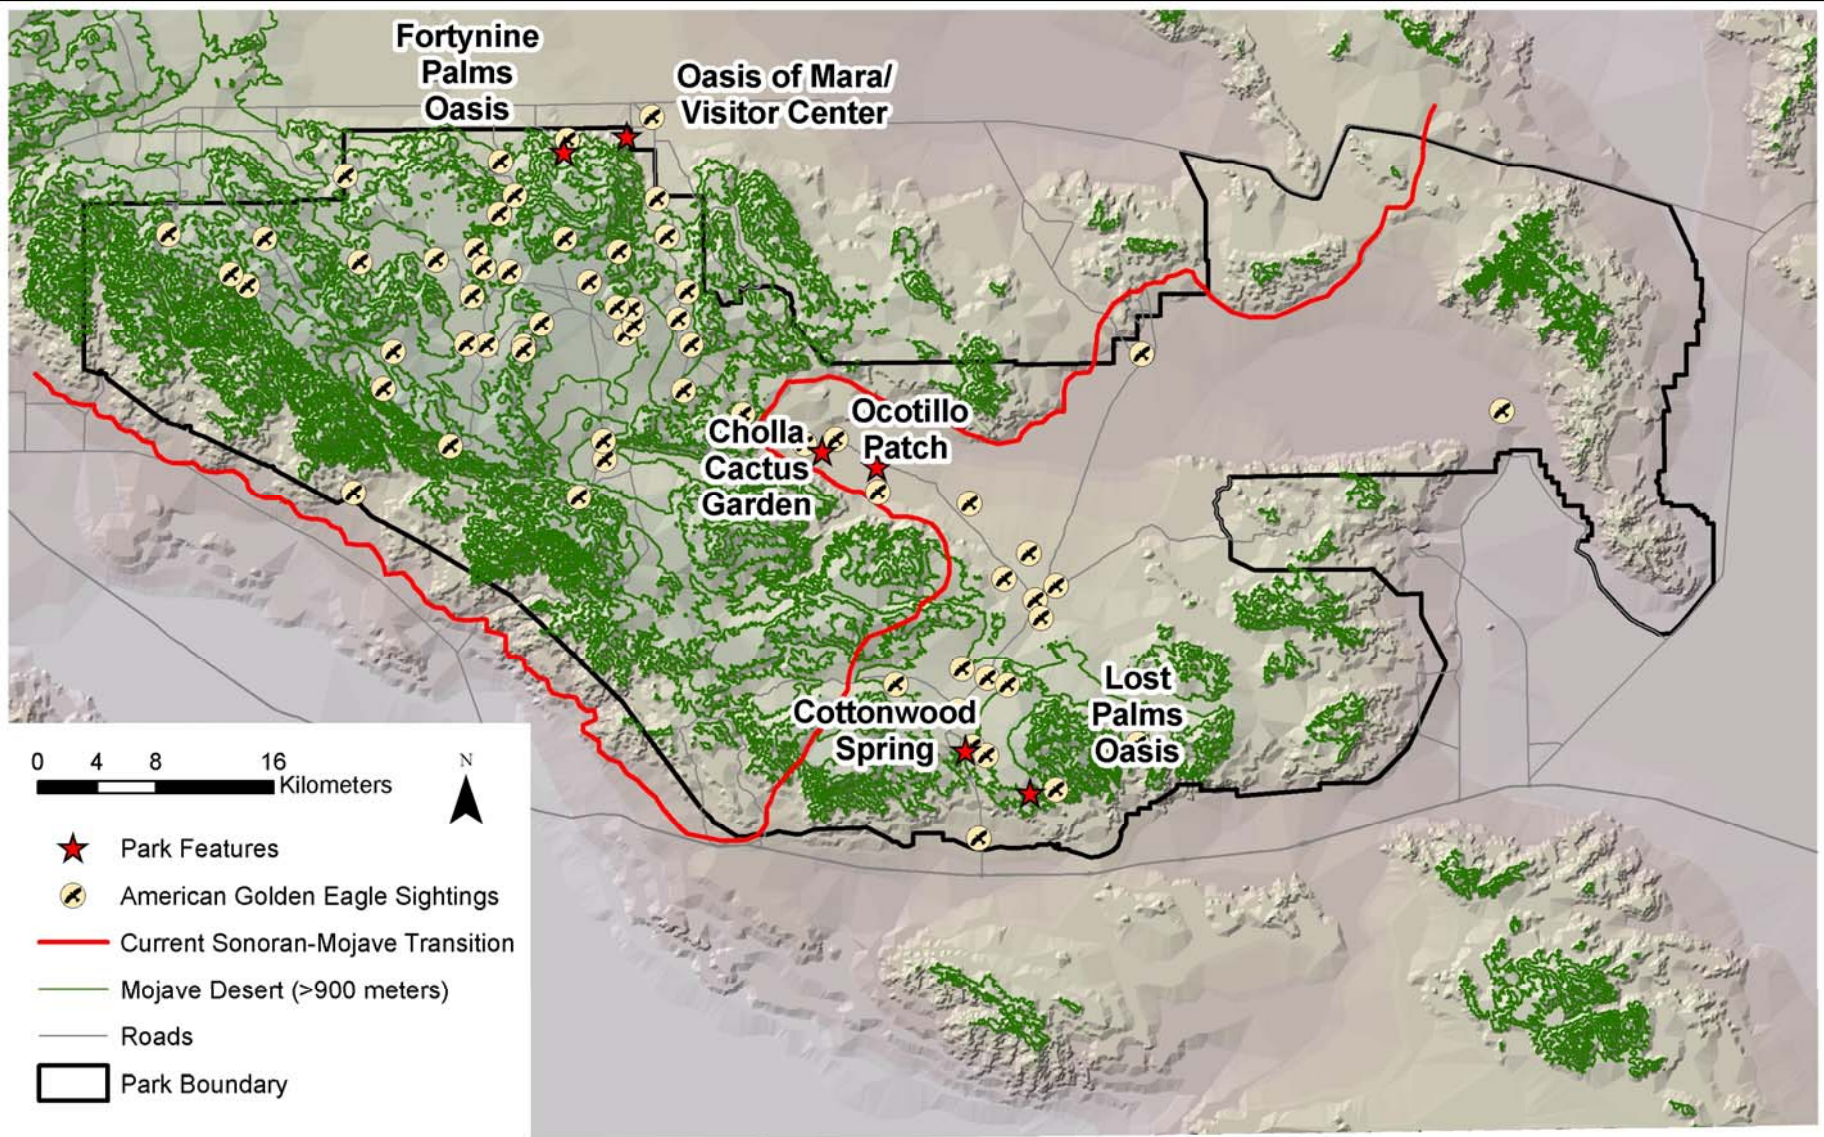 Fortynine
Palms
Oasis
Oasis of Mara/
Visitor Center
Ocotillo
Patch
Cholla
Cactus
Garden
Lost
Palms
Oasis
Cottonwood
Spring
0 4 8 16
Kilometers
N
Park Features
American Golden Eagle Sightings
Current Sonoran-Mojave Transition
Mojave Desert (>900 meters)
Roads
Park Boundary